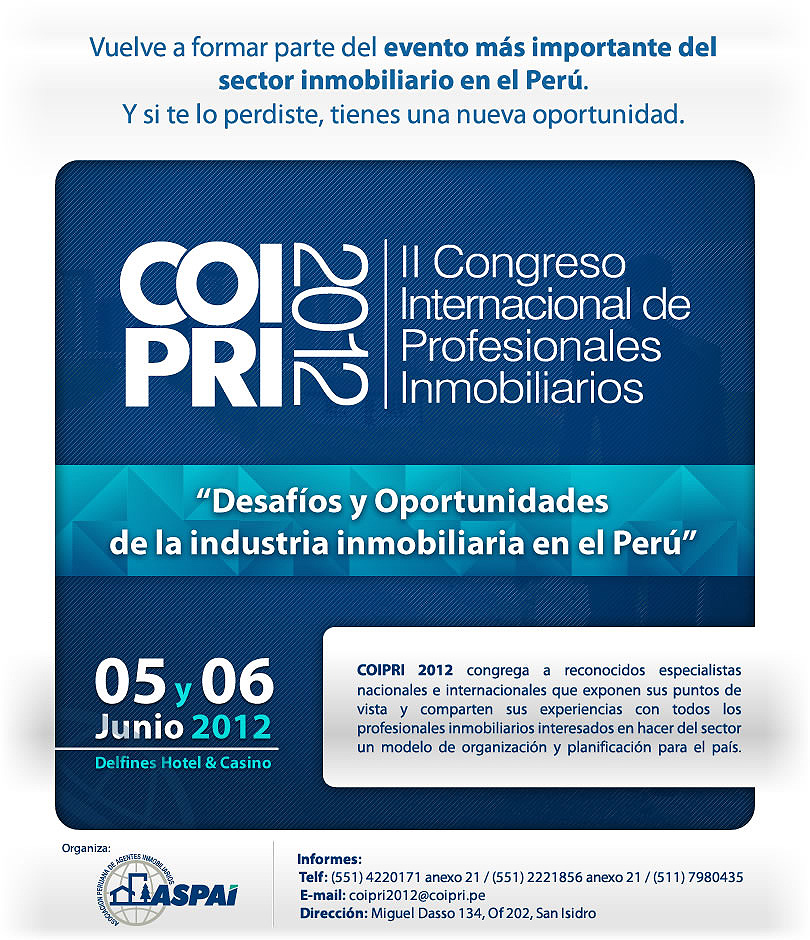 Vuelve a formar parte del evento más importante del
sector inmobiliario en el Perú.
Y si te lo perdiste, tienes una nueva oportunidad.
COI
PRI
2012
II Congreso
Internacional de
Profesionales
Inmobiliarios
“Desafíos y Oportunidades
de la industria inmobiliaria en el Perú”
05 y 06
Junio 2012
Delfines Hotel & Casino
COIPRI 2012 congrega a reconocidos especialistas
nacionales e internacionales que exponen sus puntos de
vista y comparten sus experiencias con todos los
profesionales inmobiliarios interesados en hacer del sector
un modelo de organización y planificación para el país.
Organiza:
ASOCIACION PERUANA DE AGENTES INMOBILIARIOS
ASPAI
Informes:
Telf: (551) 4220171 anexo 21 / (551) 2221856 anexo 21 / (511) 7980435
E-mail: coipri2012@coipri.pe
Dirección: Miguel Dasso 134, Of 202, San Isidro